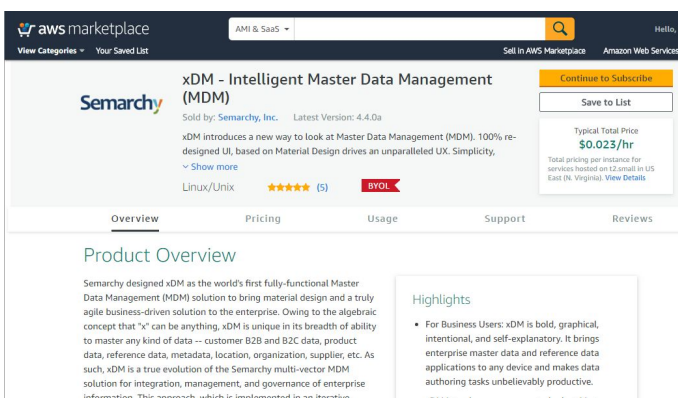 aws marketplace
AMI & SaaS
Hello,
View Categories
Your Saved List
Sell in AWS Marketplace
Amazon Web Services
Semarchy
xDM - Intelligent Master Data Management
(MDM)
Sold by: Semarchy, Inc. Latest Version: 4.4.0a
xDM introduces a new way to look at Master Data Management (MDM). 100% re-
designed UI, based on Material Design drives an unparalleled UX. Simplicity,
Show more
Linux/Unix
(5)
BYOL
Continue to Subscribe
Save to List
Typical Total Price
$0.023/hr
Total pricing per instance for
services hosted on t2.small in US
East (N. Virginia). View Details
Overview
Pricing
Usage
Support
Reviews
Product Overview
Semarchy designed xDM as the world's first fully-functional Master
Data Management (MDM) solution to bring material design and a truly
agile business-driven solution to the enterprise. Owing to the algebraic
concept that "x" can be anything, xDM is unique in its breadth of ability
to master any kind of data -- customer B2B and B2C data, product
data, reference data, metadata, location, organization, supplier, etc. As
such, xDM is a true evolution of the Semarchy multi-vector MDM
solution for integration, management, and governance of enterprise
information. This approach, which is implemented in an iterative
Highlights
• For Business Users: xDM is bold, graphical,
intentional, and self-explanatory. It brings
enterprise master data and reference data
applications to any device and makes data
authoring tasks unbelievably productive.